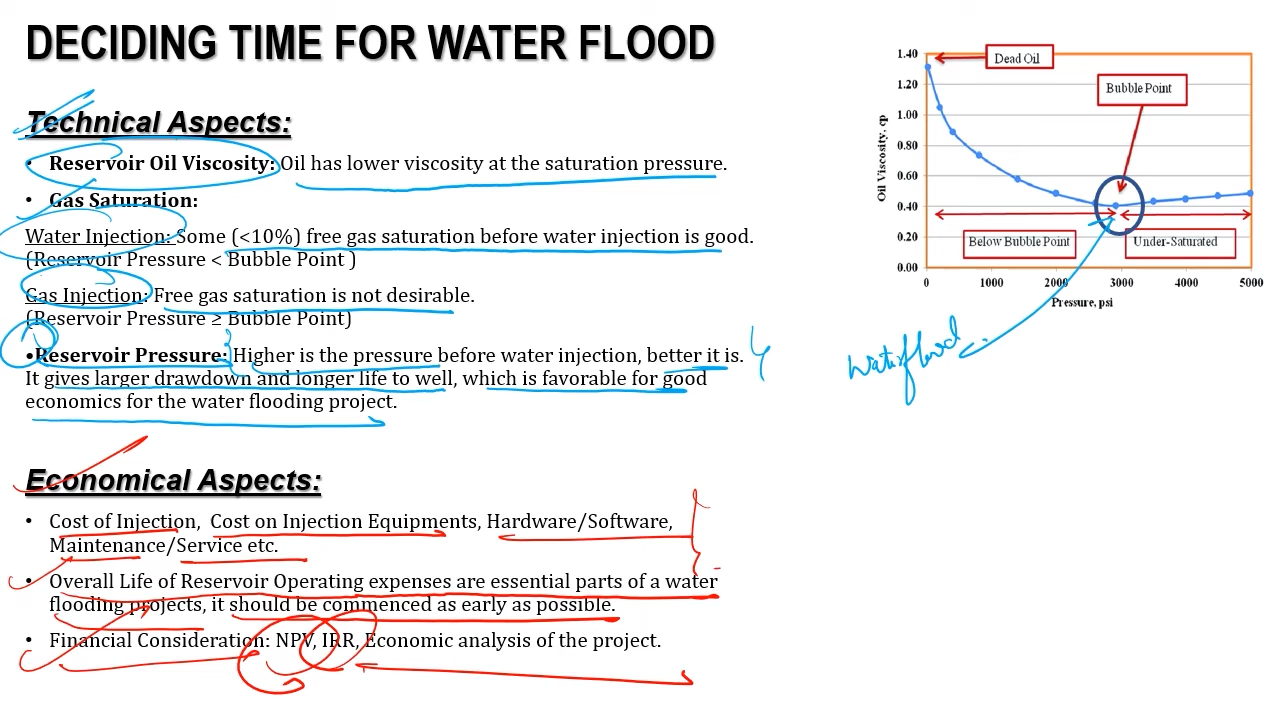 DECIDING TIME FOR WATER FLOOD
Technical Aspects:
• Reservoir Oil Viscosity: Oil has lower viscosity at the saturation pressure.
• Gas Saturation:
Water Injection: Some (<10%) free gas saturation before water injection is good.
(Reservoir Pressure < Bubble Point )
Gas Injection: Free gas saturation is not desirable.
(Reservoir Pressure ≥ Bubble Point)
•Reservoir Pressure: Higher is the pressure before water injection, better it is.
It gives larger drawdown and longer life to well, which is favorable for good
economics for the water flooding project.
Economical Aspects:
• Cost of Injection, Cost on Injection Equipments, Hardware/Software,
Maintenance/Service etc.
• Overall Life of Reservoir Operating expenses are essential parts of a water
flooding projects, it should be commenced as early as possible.
• Financial Consideration: NPV, IRR, Economic analysis of the project.
1.40
1.20
1.00
0.80
0.60
0.40
0.20
0.00
Oil Viscosity, cp
Dead Oil
Bubble Point
Below Bubble Point
Under-Saturated
0 1000 2000 3000 4000 5000
Pressure, psi
Waterflood